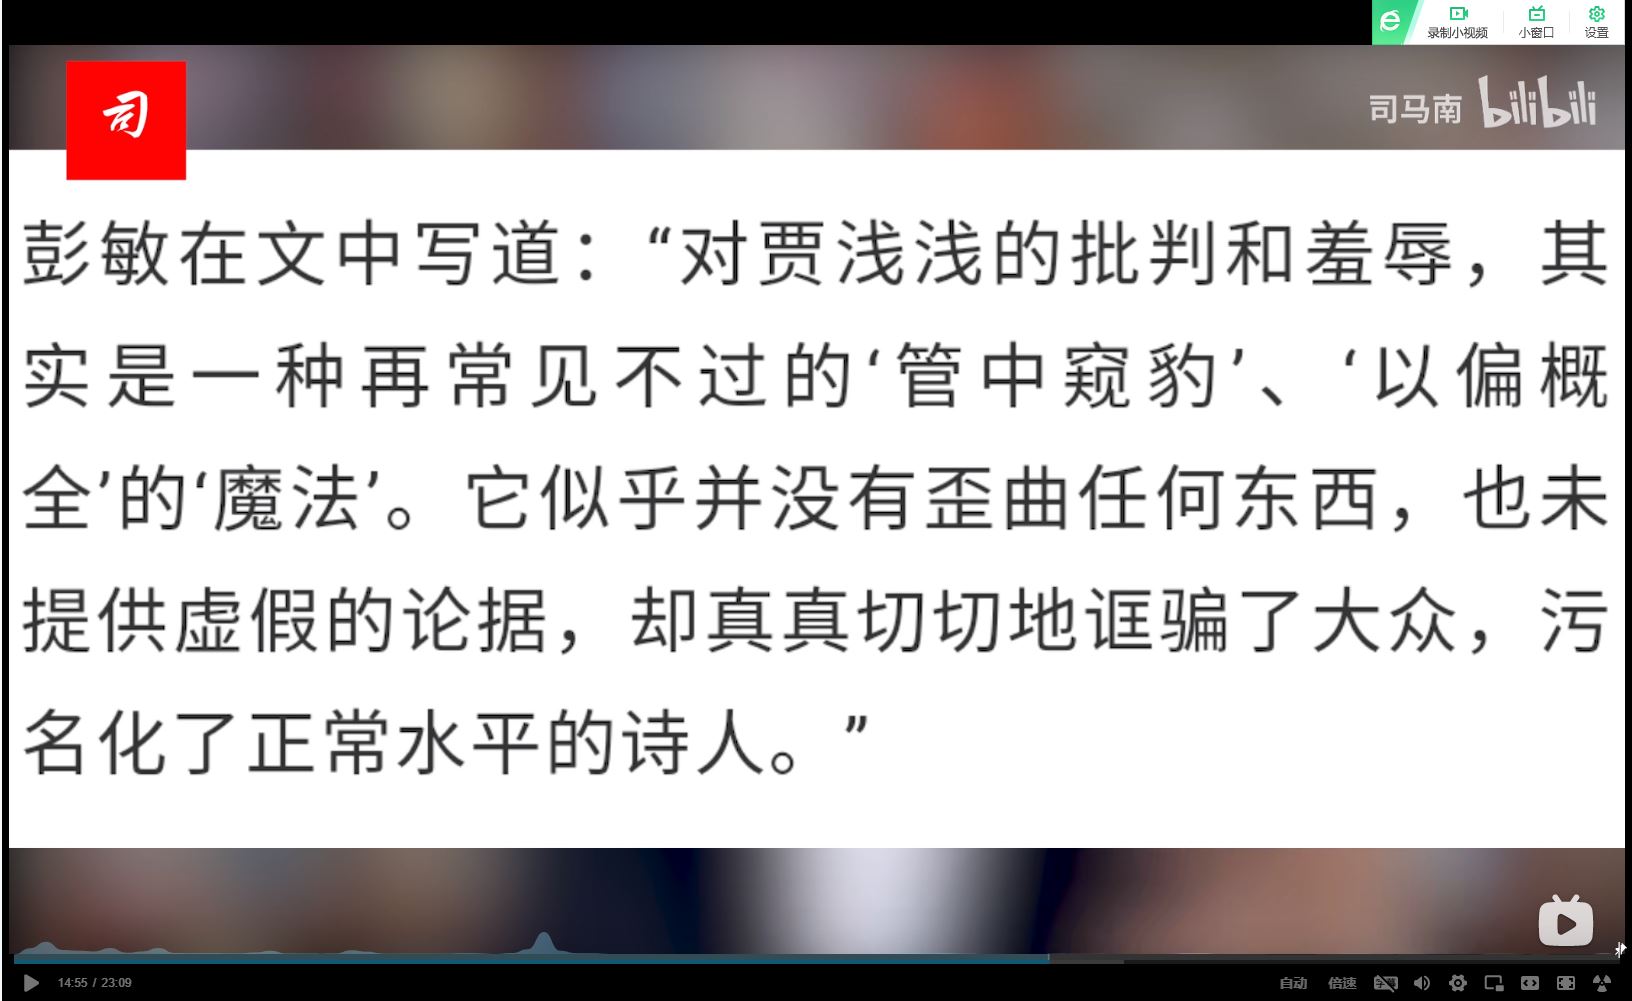 录制小视频 小窗口 设置
司
司马南 bilibili
彭敏在文中写道：“对贾浅浅的批判和羞辱，其
实是一种再常见不过的‘管中窥豹’、‘以偏概
全’的‘魔法’。它似乎并没有歪曲任何东西，也未
提供虚假的论据，却真真切切地诓骗了大众，污
名化了正常水平的诗人。”
14:55 / 23:09 自动 倍速